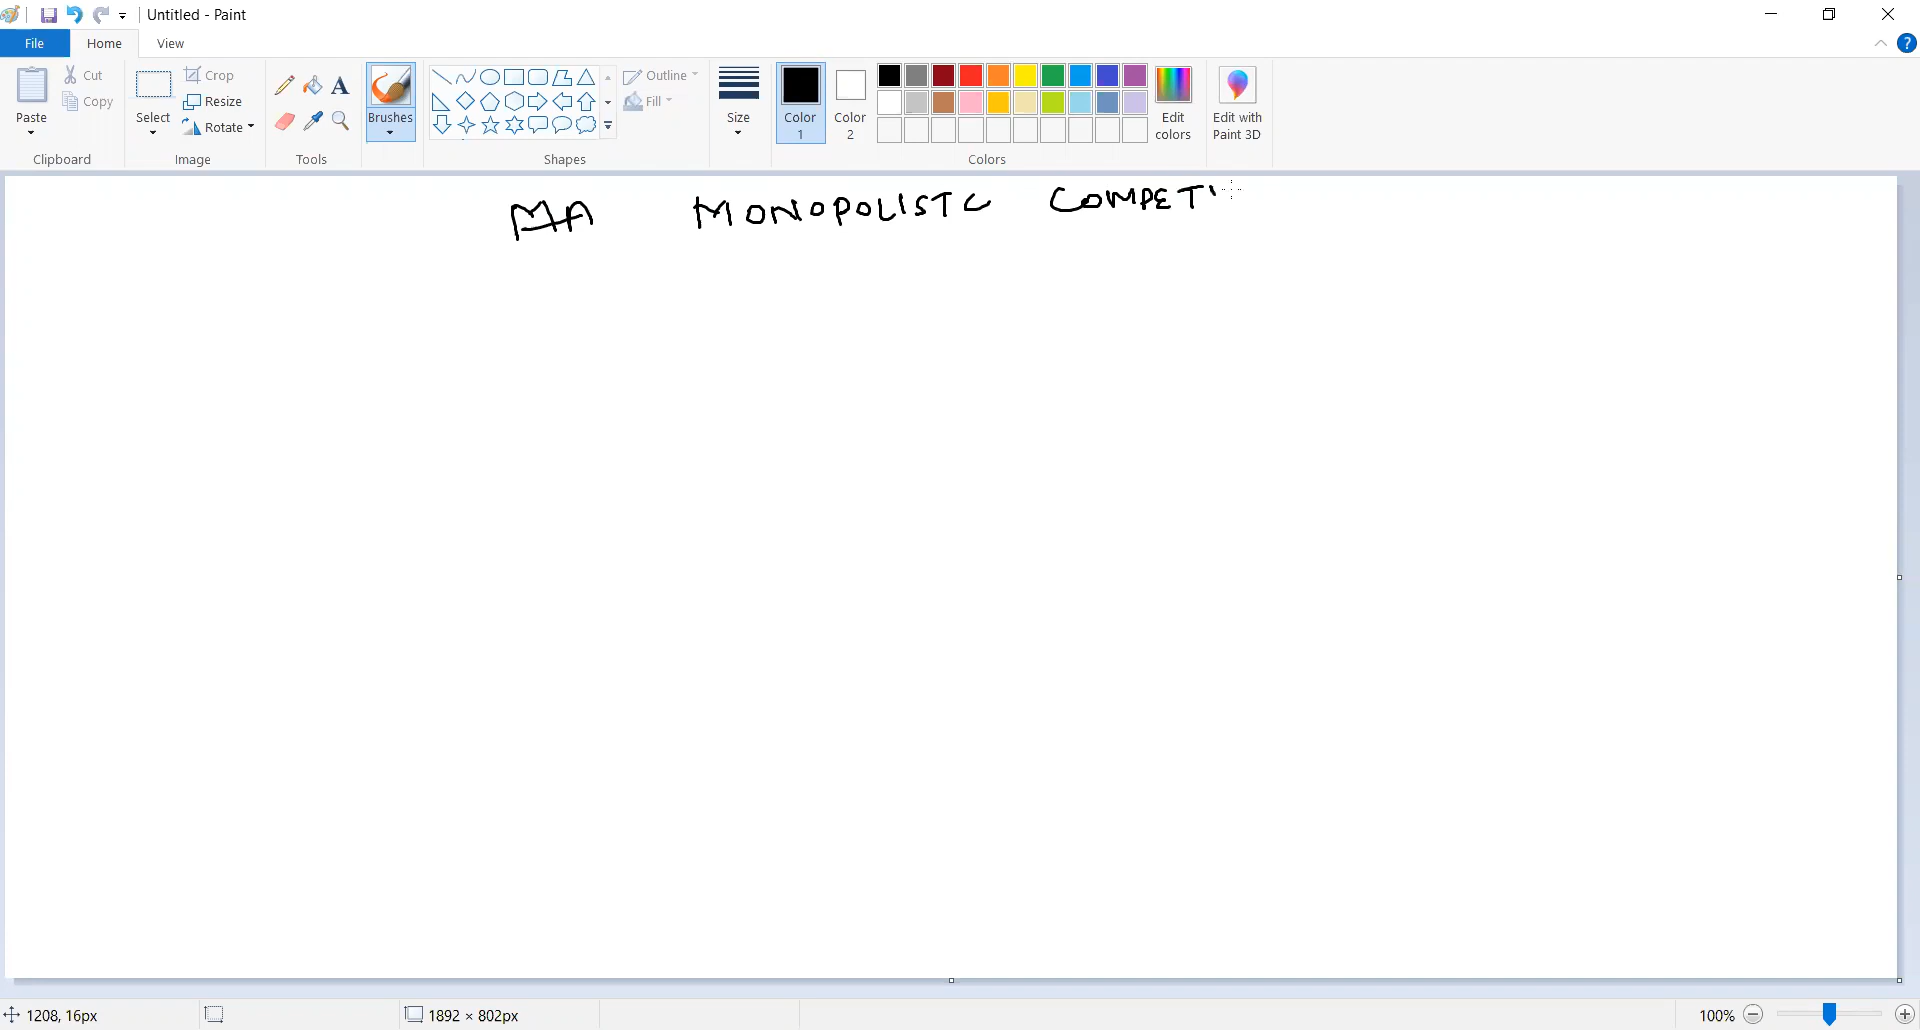 Untitled - Paint
File Home View
Paste Cut Copy Clipboard
Select Crop Resize Rotate Image
Tools
Brushes
Outline Fill Shapes
Size
Color 1 Color 2 Edit colors Colors
Edit with Paint 3D
MA MONOPOLISTC COMPETI
1208, 16px 1892 × 802px 100%